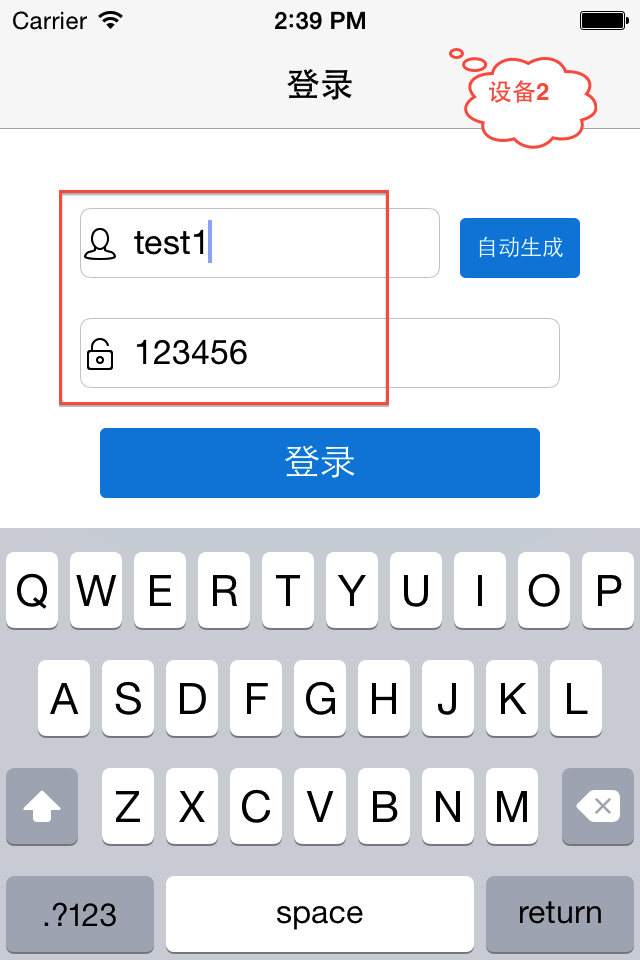 Carrier 2:39 PM
登录
设备2
test1
自动生成
123456
登录
Q W E R T Y U I O P
A S D F G H J K L
Z X C V B N M
.?123 space return